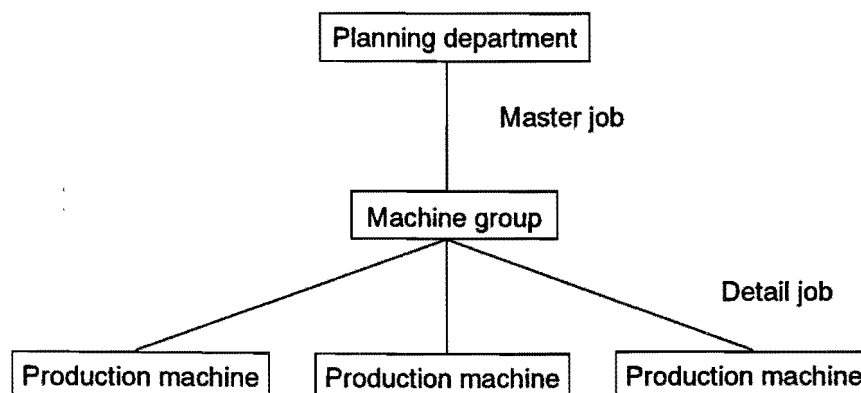 Planning department
Master job
Machine group
Detail job
Production machine
Production machine
Production machine